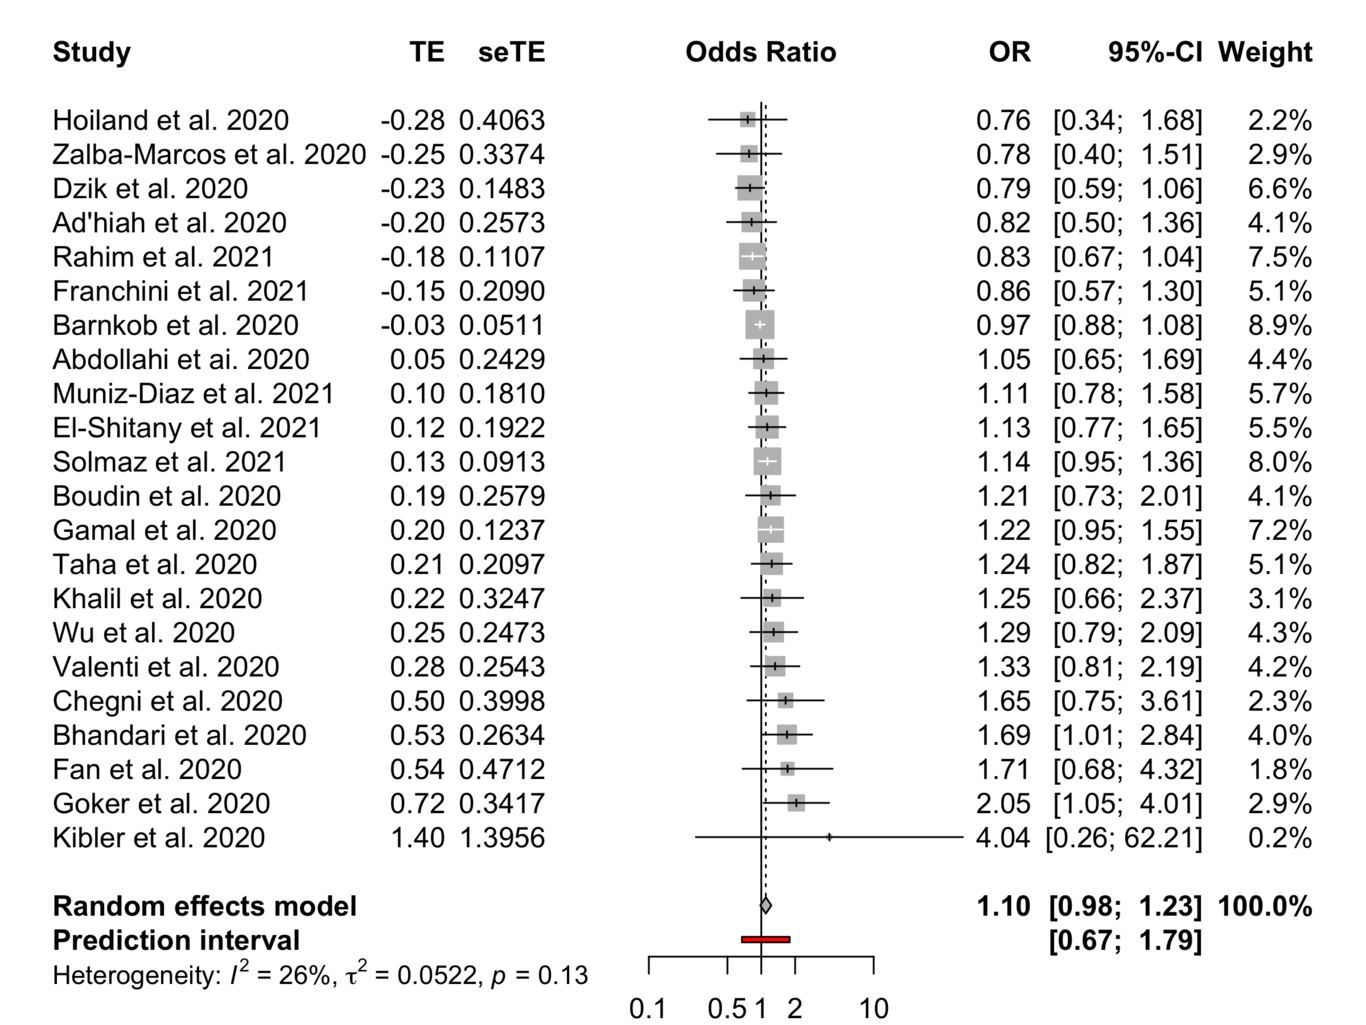 Study TE seTE Odds Ratio OR 95%-CI Weight
Hoiland et al. 2020 -0.28 0.4063 0.76 [0.34; 1.68] 2.2%
Zalba-Marcos et al. 2020 -0.25 0.3374 0.78 [0.40; 1.51] 2.9%
Dzik et al. 2020 -0.23 0.1483 0.79 [0.59; 1.06] 6.6%
Ad'hiah et al. 2020 -0.20 0.2573 0.82 [0.50; 1.36] 4.1%
Rahim et al. 2021 -0.18 0.1107 0.83 [0.67; 1.04] 7.5%
Franchini et al. 2021 -0.15 0.2090 0.86 [0.57; 1.30] 5.1%
Barnkob et al. 2020 -0.03 0.0511 0.97 [0.88; 1.08] 8.9%
Abdollahi et ai. 2020 0.05 0.2429 1.05 [0.65; 1.69] 4.4%
Muniz-Diaz et al. 2021 0.10 0.1810 1.11 [0.78; 1.58] 5.7%
El-Shitany et al. 2021 0.12 0.1922 1.13 [0.77; 1.65] 5.5%
Solmaz et al. 2021 0.13 0.0913 1.14 [0.95; 1.36] 8.0%
Boudin et al. 2020 0.19 0.2579 1.21 [0.73; 2.01] 4.1%
Gamal et al. 2020 0.20 0.1237 1.22 [0.95; 1.55] 7.2%
Taha et al. 2020 0.21 0.2097 1.24 [0.82; 1.87] 5.1%
Khalil et al. 2020 0.22 0.3247 1.25 [0.66; 2.37] 3.1%
Wu et al. 2020 0.25 0.2473 1.29 [0.79; 2.09] 4.3%
Valenti et al. 2020 0.28 0.2543 1.33 [0.81; 2.19] 4.2%
Chegni et al. 2020 0.50 0.3998 1.65 [0.75; 3.61] 2.3%
Bhandari et al. 2020 0.53 0.2634 1.69 [1.01; 2.84] 4.0%
Fan et al. 2020 0.54 0.4712 1.71 [0.68; 4.32] 1.8%
Goker et al. 2020 0.72 0.3417 2.05 [1.05; 4.01] 2.9%
Kibler et al. 2020 1.40 1.3956 4.04 [0.26; 62.21] 0.2%
Random effects model 1.10 [0.98; 1.23] 100.0%
Prediction interval [0.67; 1.79]
Heterogeneity: I² = 26%, τ² = 0.0522, p = 0.13
0.1 0.5 1 2 10